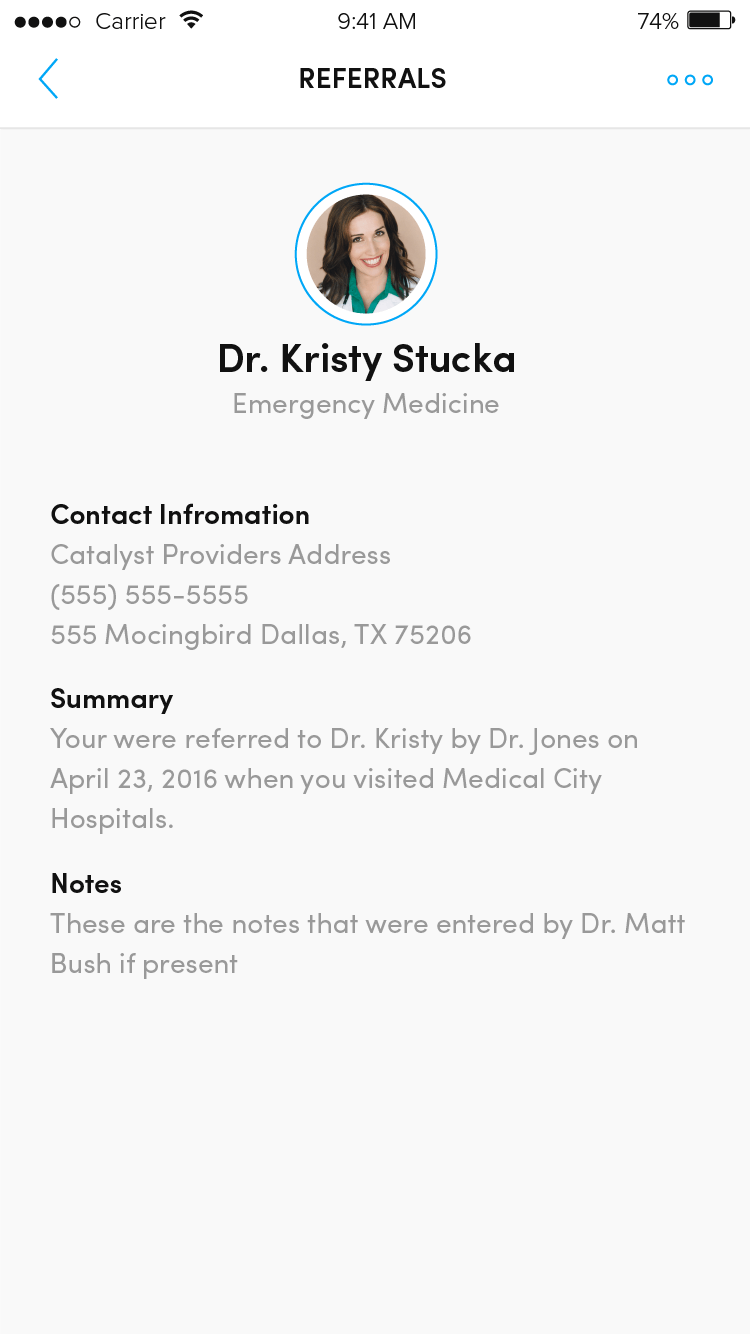 Carrier 9:41 AM 74%
REFERRALS
Dr. Kristy Stucka
Emergency Medicine
Contact Infromation
Catalyst Providers Address
(555) 555-5555
555 Mocingbird Dallas, TX 75206
Summary
Your were referred to Dr. Kristy by Dr. Jones on
April 23, 2016 when you visited Medical City
Hospitals.
Notes
These are the notes that were entered by Dr. Matt
Bush if present